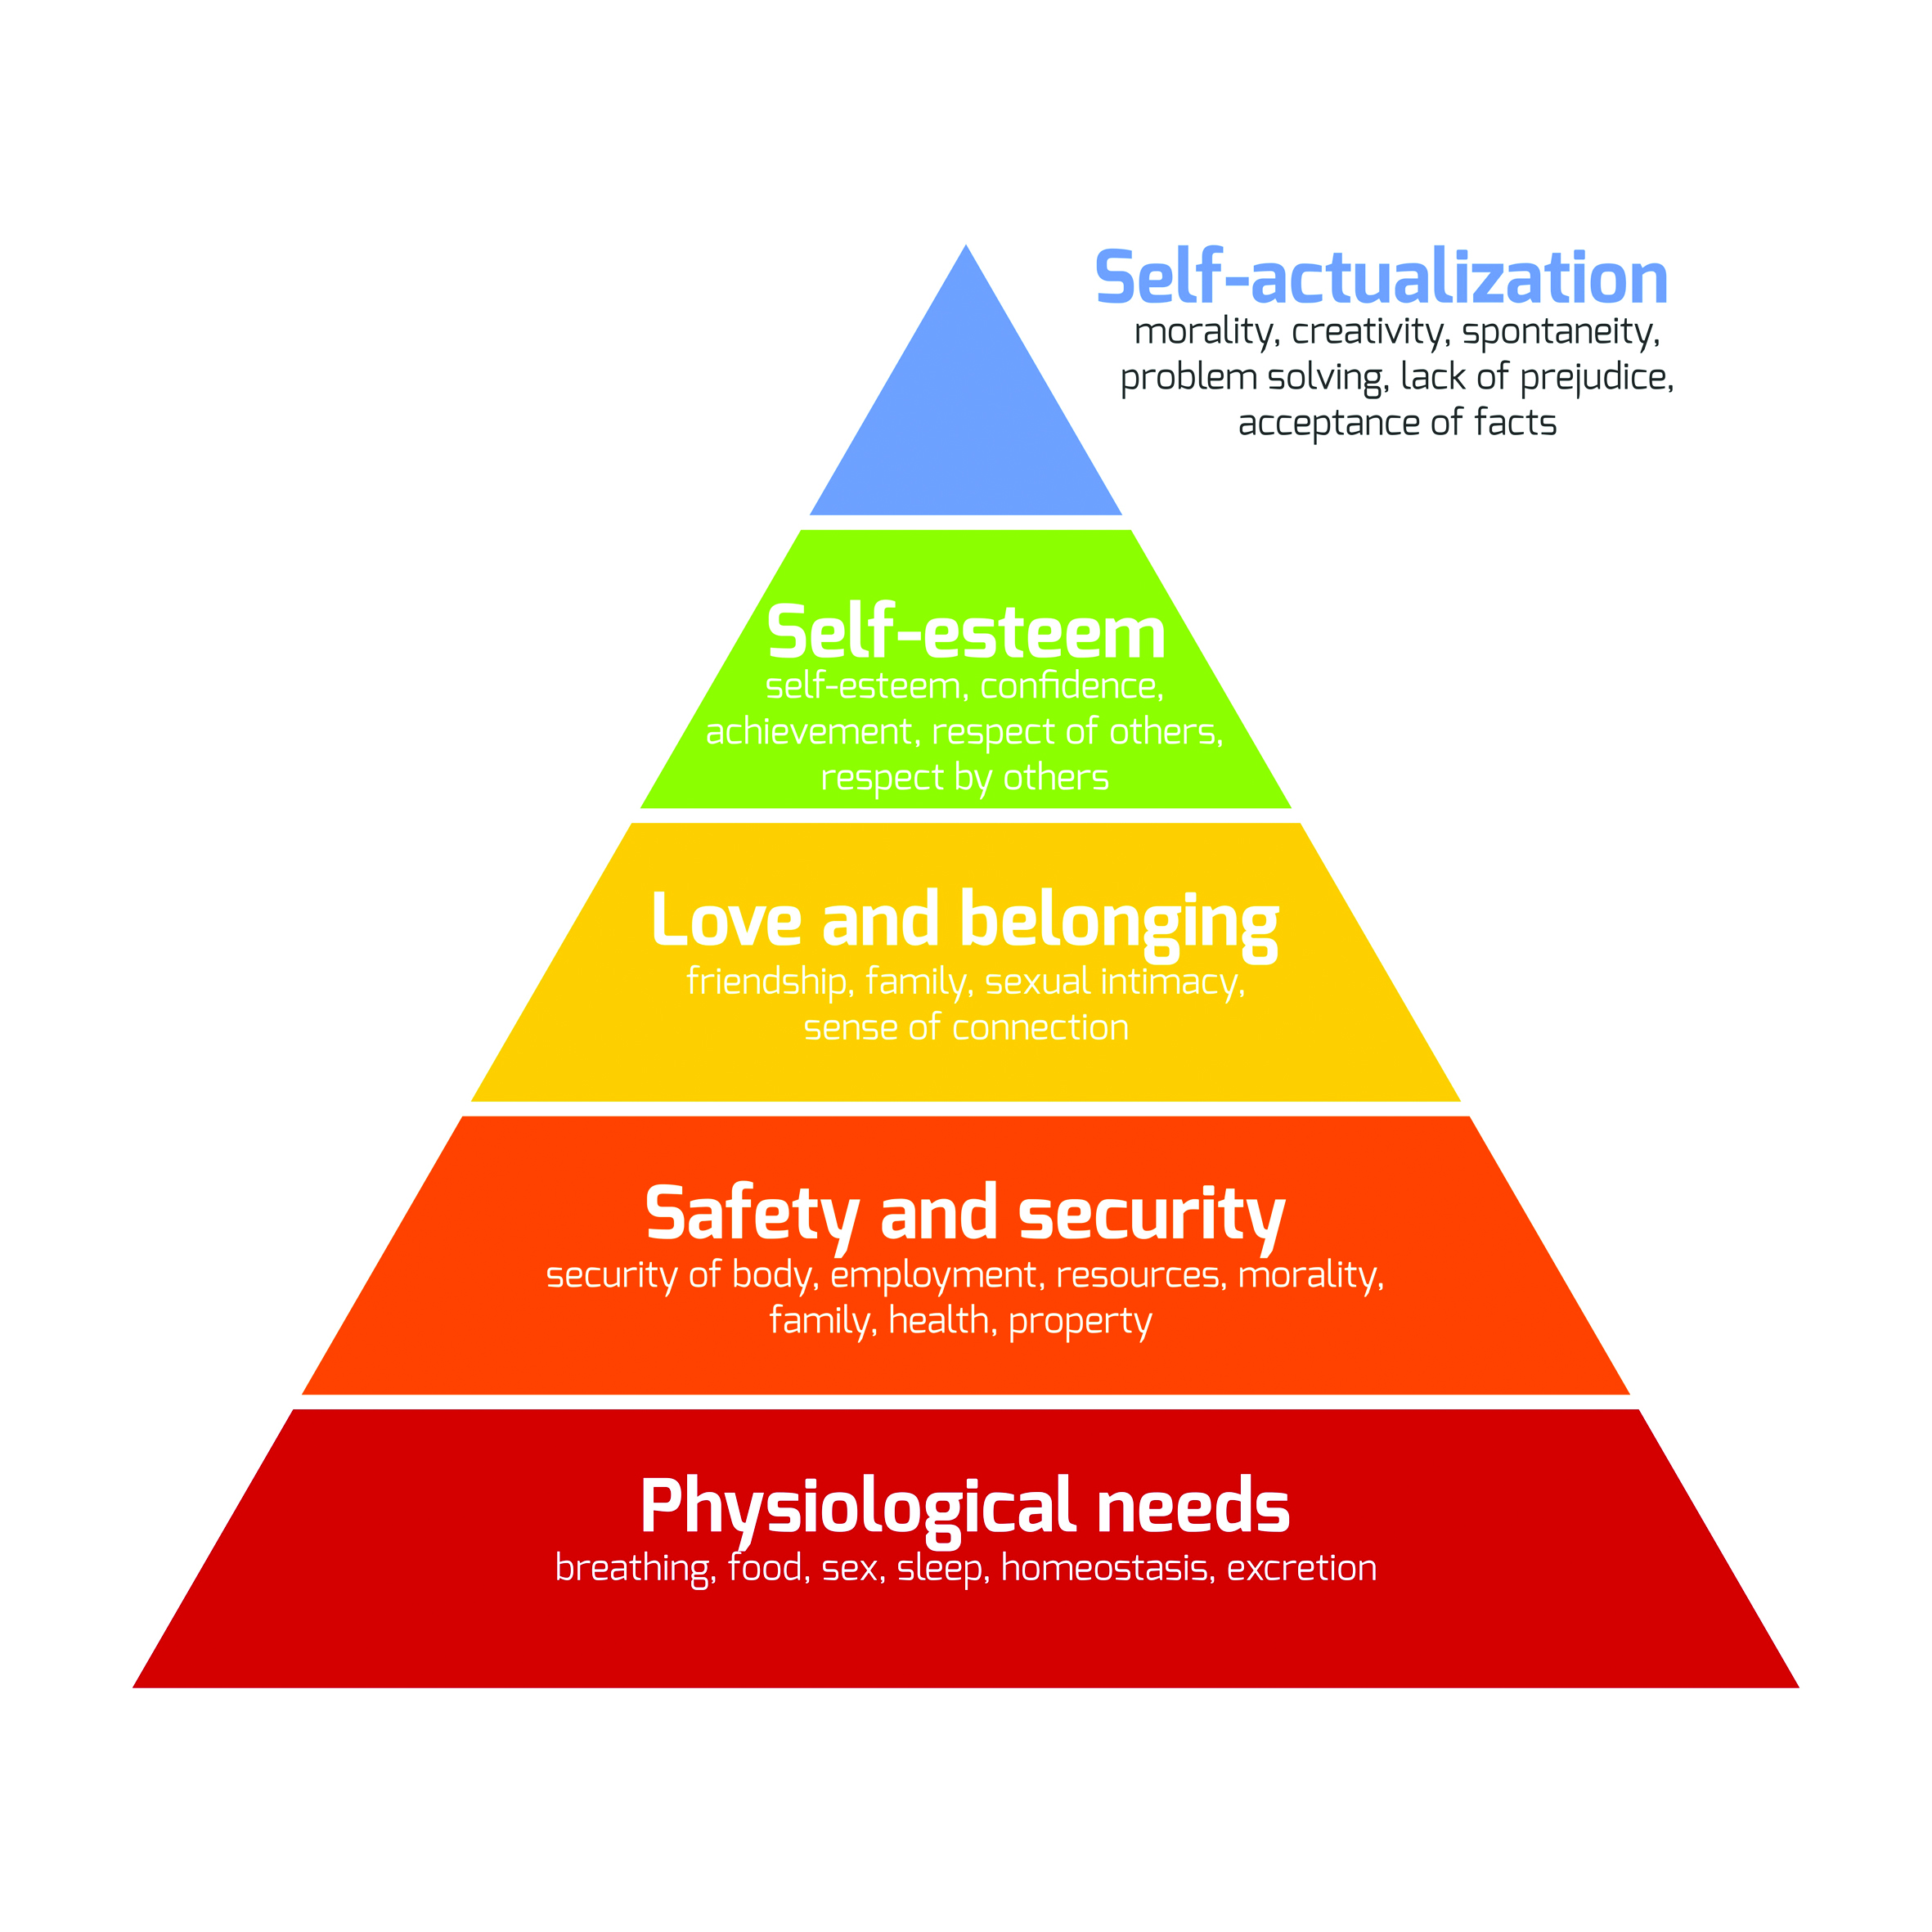 Self-actualization
morality, creativity, spontaneity,
problem solving, lack of prejudice,
acceptance of facts
Self-esteem
self-esteem, confidence,
achievement, respect of others,
respect by others
Love and belonging
friendship, family, sexual intimacy,
sense of connection
Safety and security
security of body, employment, resources, morality,
family, health, property
Physiological needs
breathing, food, sex, sleep, homeostasis, excretion